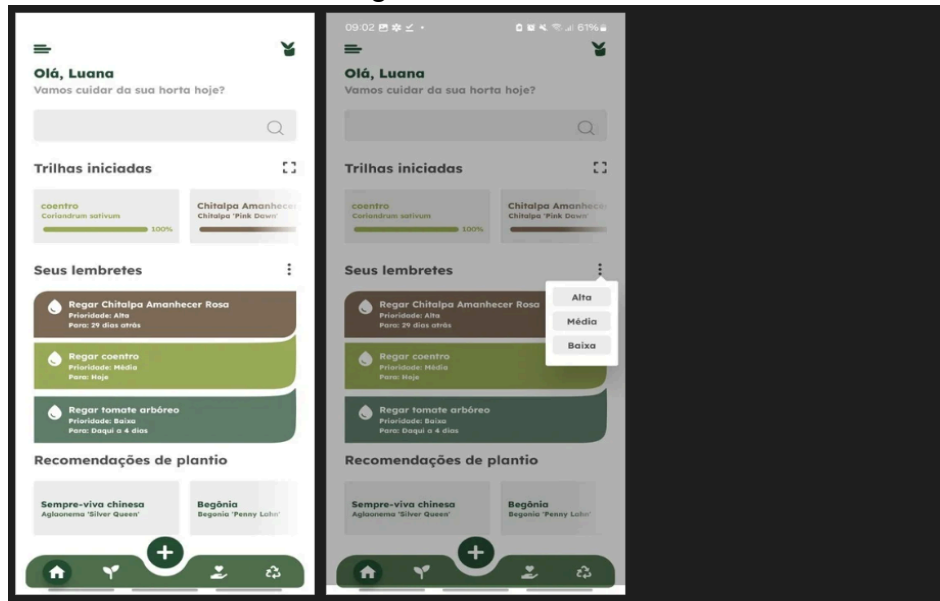 Olá, Luana
Vamos cuidar da sua horta hoje?
Trilhas iniciadas
coentro
Coriandrum sativum
100%
Chitalpa Amanhecer
Chitalpa 'Pink Dawn'
Seus lembretes
Regar Chitalpa Amanhecer Rosa
Prioridade: Alta
Para: 29 dias atrás
Regar coentro
Prioridade: Média
Para: Hoje
Regar tomate arbóreo
Prioridade: Baixa
Para: Daqui a 4 dias
Recomendações de plantio
Sempre-viva chinesa
Aglaonema 'Silver Queen'
Begônia
Begonia 'Penny Lahn'
09:02
61%
Olá, Luana
Vamos cuidar da sua horta hoje?
Trilhas iniciadas
coentro
Coriandrum sativum
100%
Chitalpa Amanhecer
Chitalpa 'Pink Dawn'
Seus lembretes
Alta
Média
Baixa
Regar Chitalpa Amanhecer Rosa
Prioridade: Alta
Para: 29 dias atrás
Regar coentro
Prioridade: Média
Para: Hoje
Regar tomate arbóreo
Prioridade: Baixa
Para: Daqui a 4 dias
Recomendações de plantio
Sempre-viva chinesa
Aglaonema 'Silver Queen'
Begônia
Begonia 'Penny Lahn'